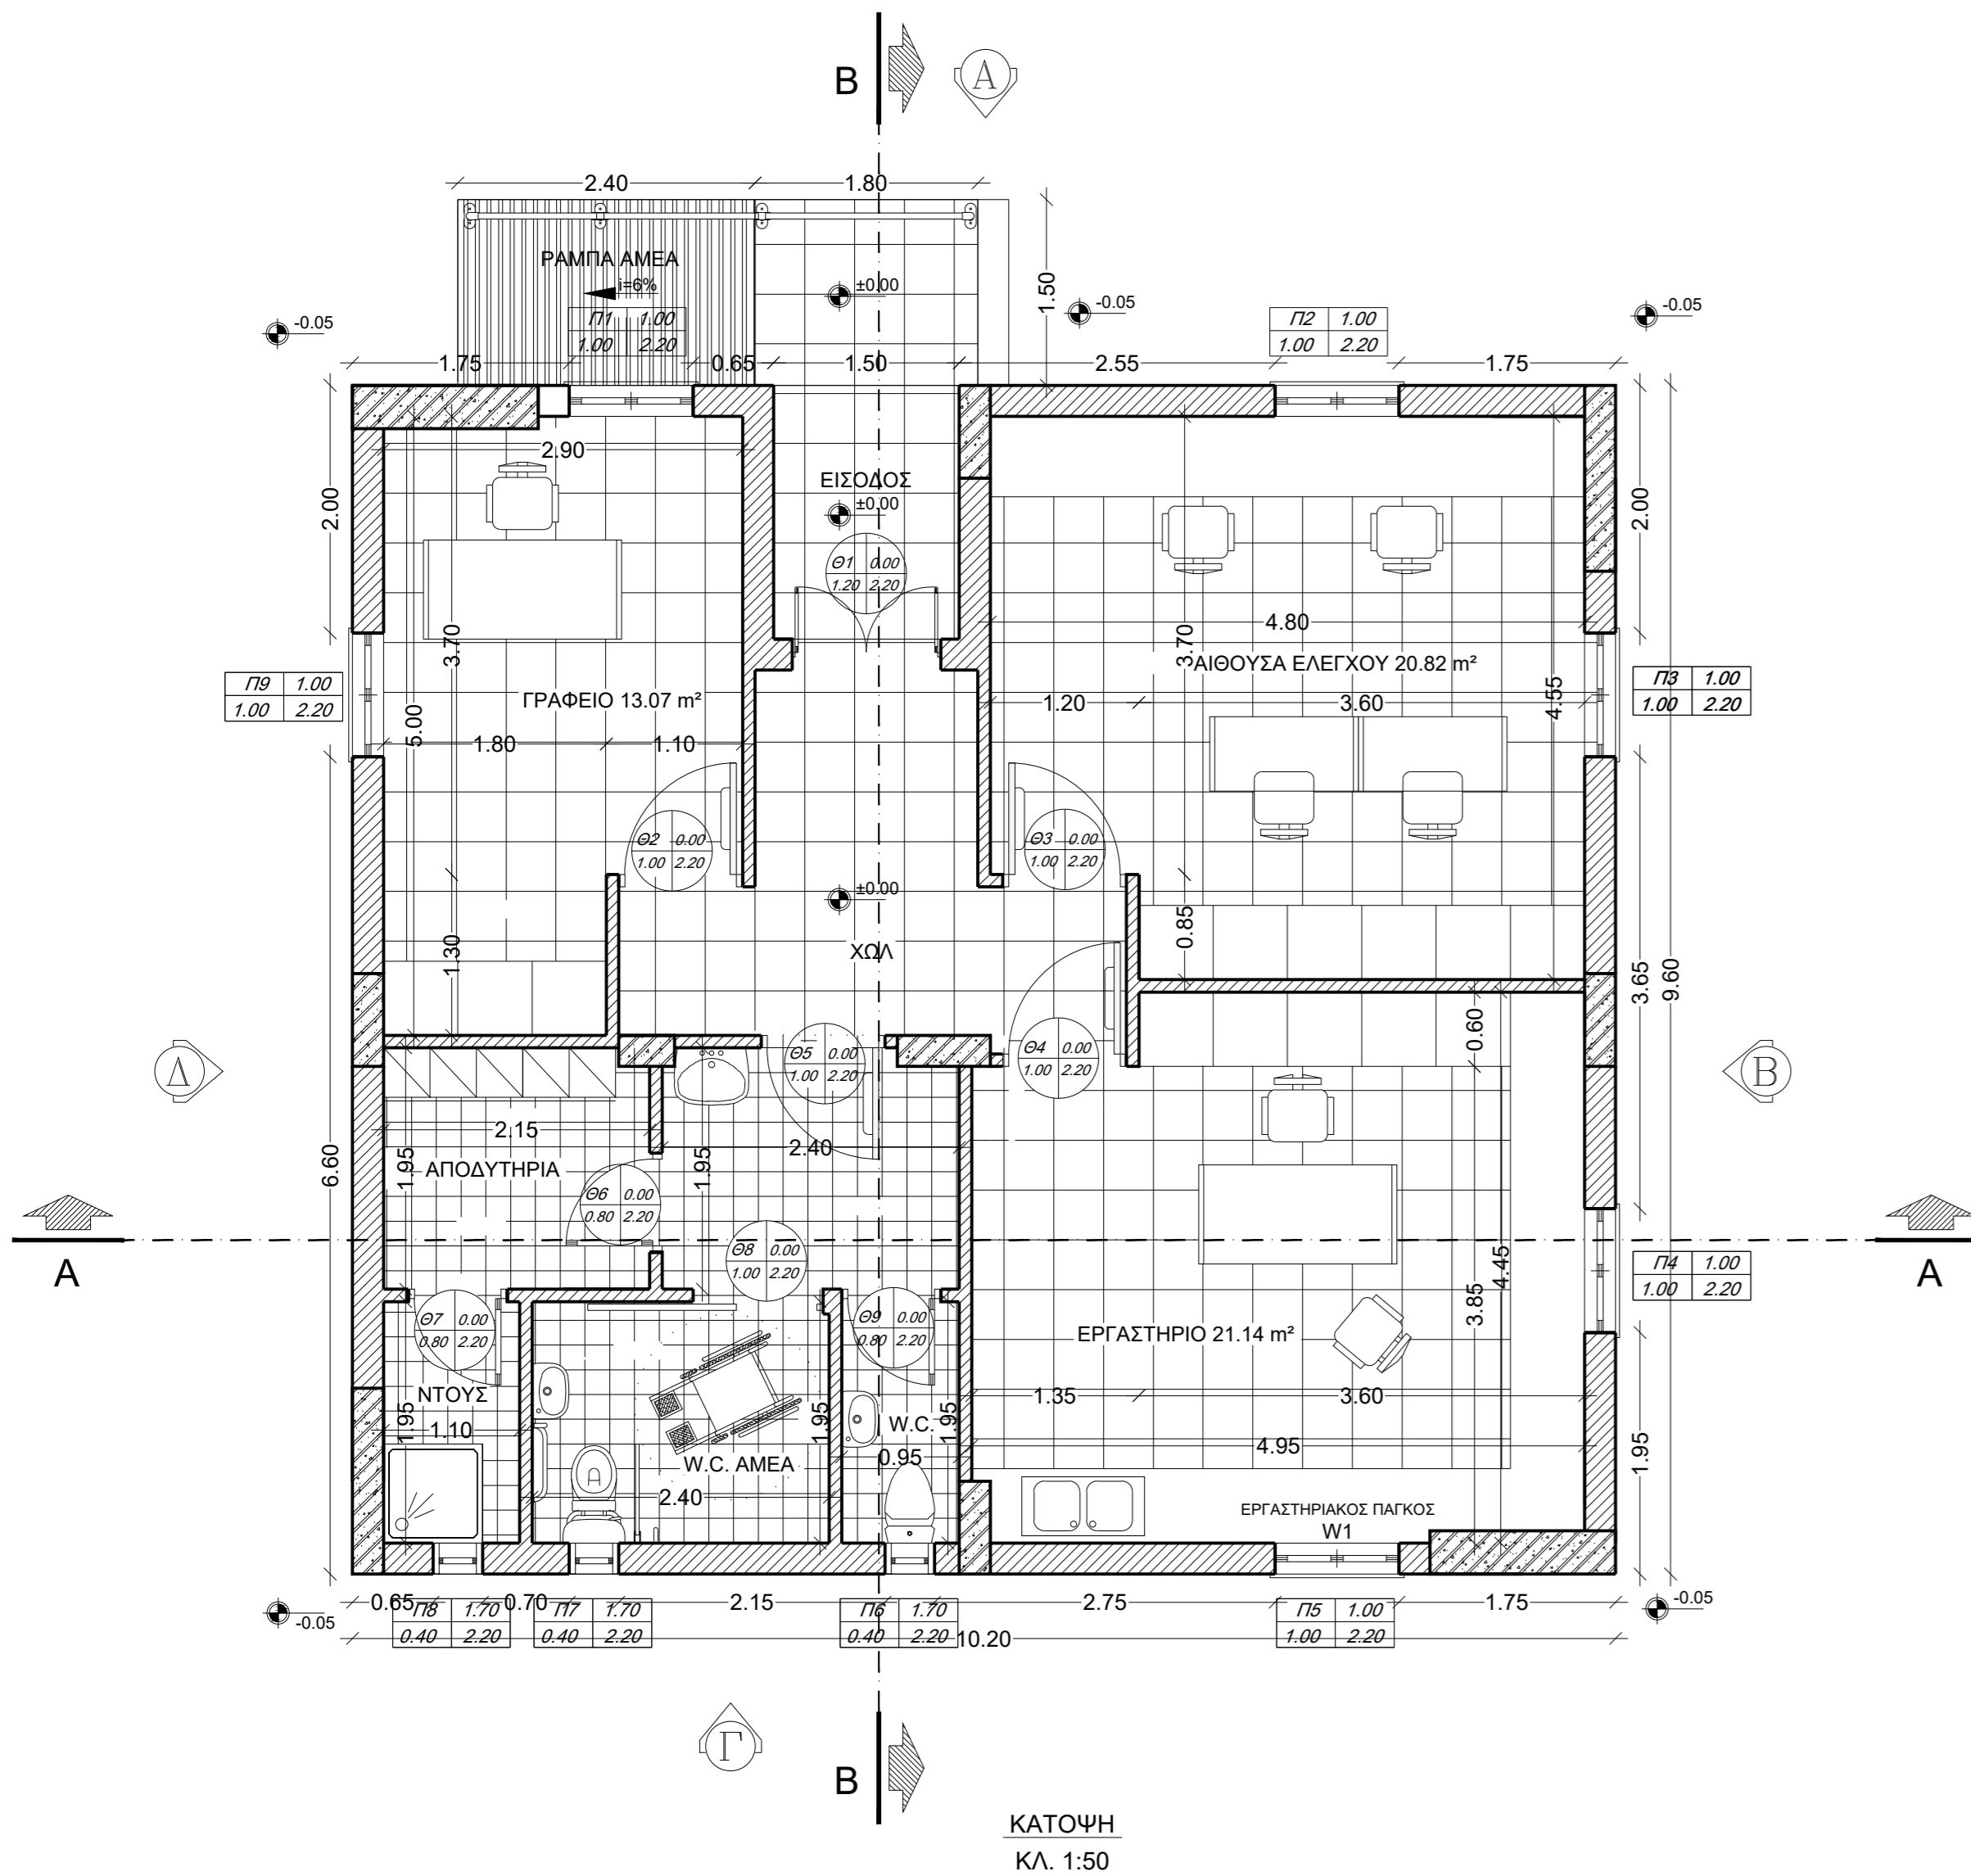 B
A
2.40
1.80
ΡΑΜΠΑ ΑΜΕΑ
i=6%
±0.00
1.50
-0.05
-0.05
-0.05
Π1 1.00
1.00 2.20
Π2 1.00
1.00 2.20
1.75
0.65
1.50
2.55
1.75
2.90
ΕΙΣΟΔΟΣ
±0.00
2.00
2.00
Θ1 0.00
1.20 2.20
4.80
3.70
3.70
ΑΙΘΟΥΣΑ ΕΛΕΓΧΟΥ 20.82 m²
Π9 1.00
1.00 2.20
ΓΡΑΦΕΙΟ 13.07 m²
1.20
3.60
4.55
Π3 1.00
1.00 2.20
5.00
1.80
1.10
Θ2 0.00
1.00 2.20
Θ3 0.00
1.00 2.20
±0.00
1.30
ΧΩΛ
0.85
3.65
9.60
0.60
Δ
Θ5 0.00
1.00 2.20
Θ4 0.00
1.00 2.20
B
2.15
2.40
6.60
1.95
ΑΠΟΔΥΤΗΡΙΑ
1.95
Θ6 0.00
0.80 2.20
A
Θ8 0.00
1.00 2.20
4.45
Π4 1.00
1.00 2.20
A
Θ7 0.00
0.80 2.20
Θ9 0.00
0.80 2.20
ΕΡΓΑΣΤΗΡΙΟ 21.14 m²
3.85
ΝΤΟΥΣ
1.95
1.10
1.95
W.C.
1.95
1.35
3.60
W.C. ΑΜΕΑ
0.95
4.95
1.95
2.40
ΕΡΓΑΣΤΗΡΙΑΚΟΣ ΠΑΓΚΟΣ
W1
-0.05
0.65
Π8 1.70
0.40 2.20
0.70
Π7 1.70
0.40 2.20
2.15
Π6 1.70
0.40 2.20
2.75
Π5 1.00
1.00 2.20
1.75
-0.05
10.20
Γ
B
ΚΑΤΟΨΗ
ΚΛ. 1:50